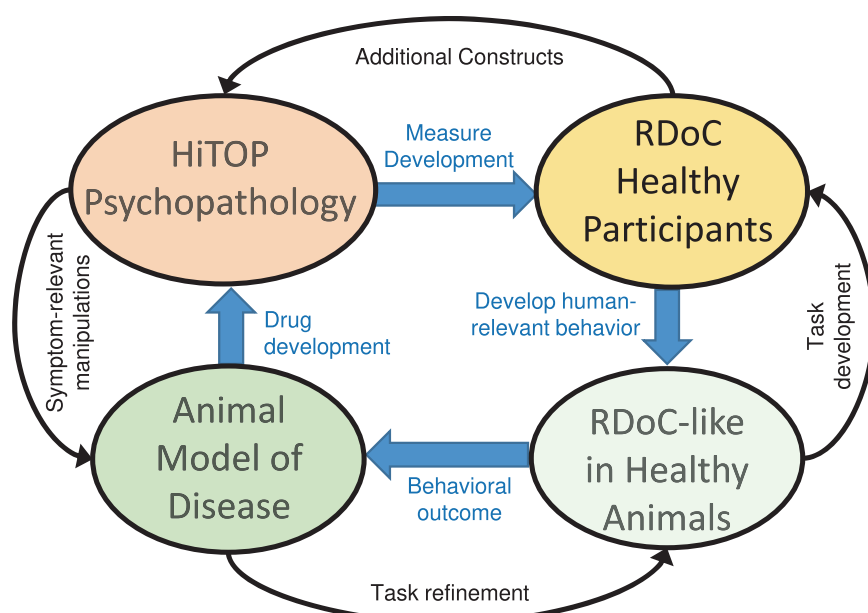 Additional Constructs
HiTOP
Psychopathology
Measure
Development
RDoC
Healthy
Participants
Symptom-relevant
manipulations
Drug
development
Develop human-
relevant behavior
Task
development
Animal
Model of
Disease
Behavioral
outcome
RDoC-like
in Healthy
Animals
Task refinement